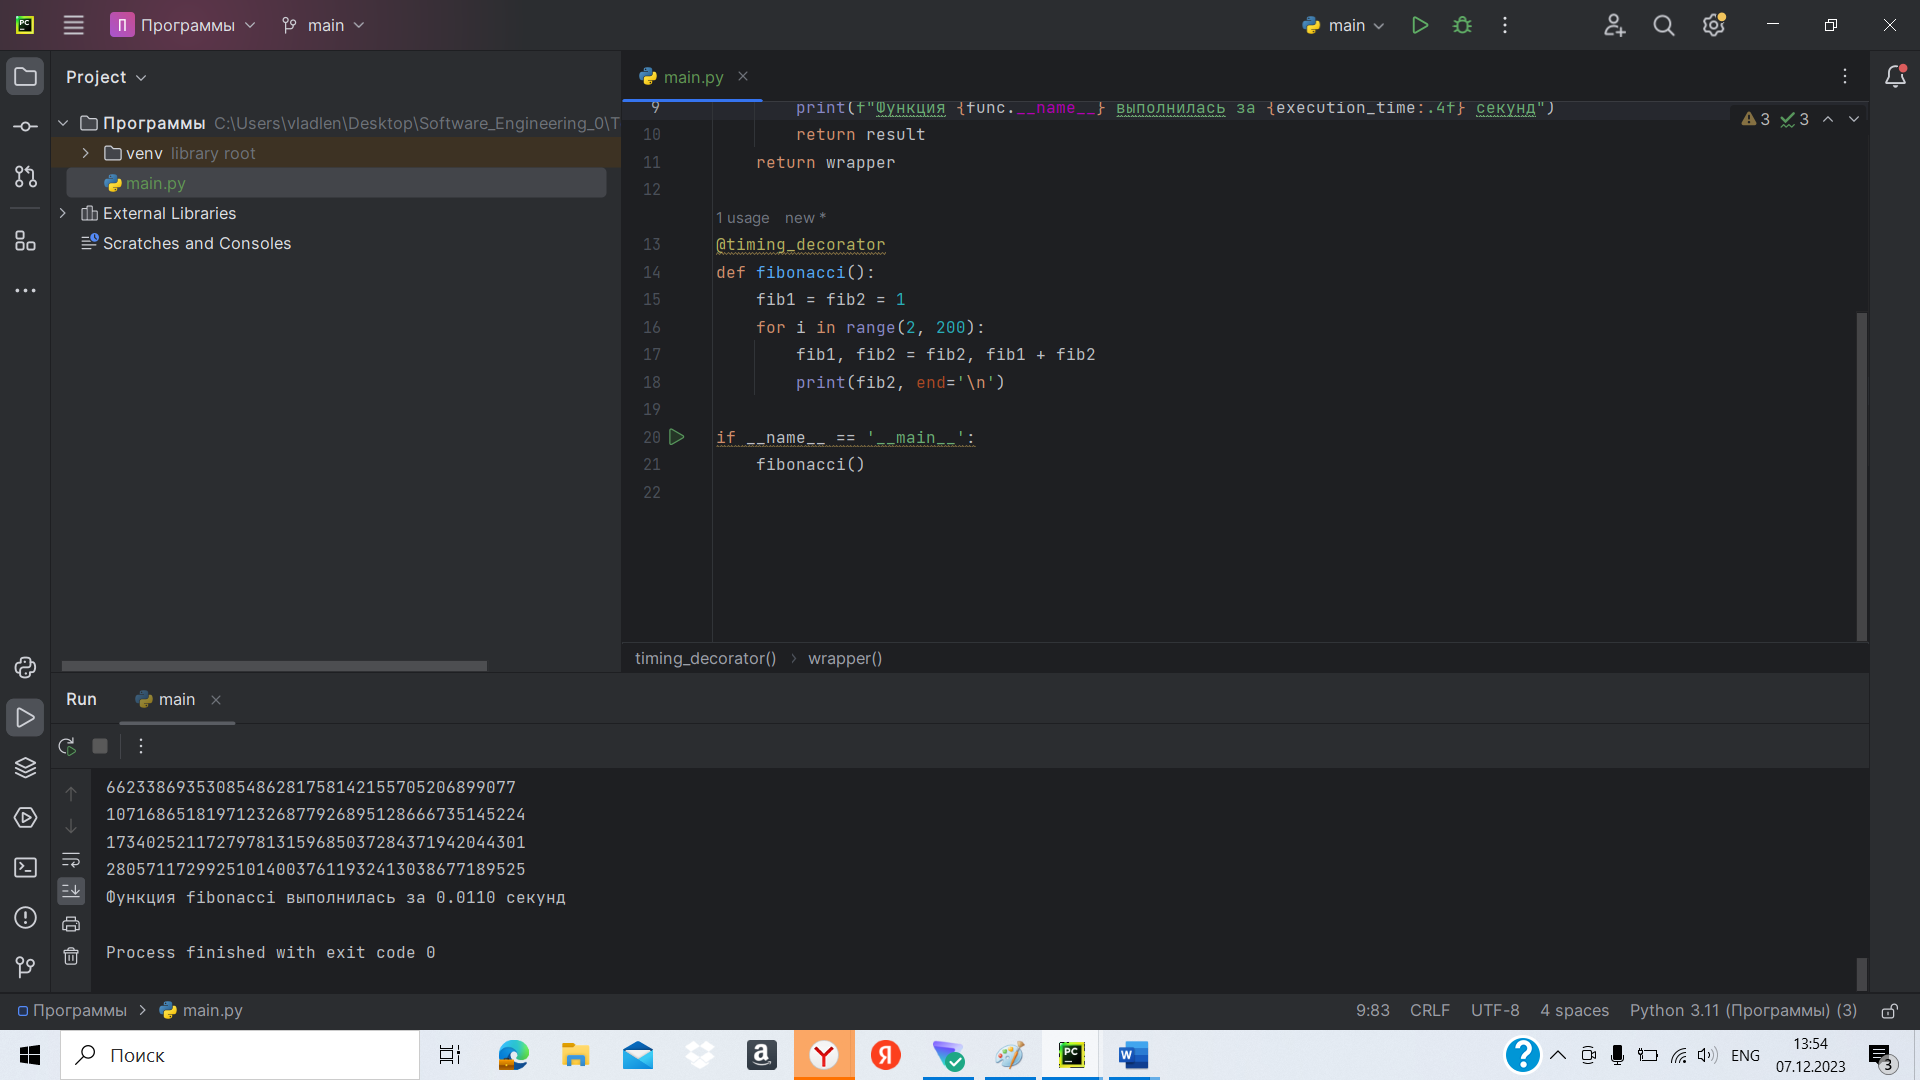 PC
П Программы main
main
Project
main.py
Программы C:\Users\vladlen\Desktop\Software_Engineering_0\T
venv library root
main.py
External Libraries
Scratches and Consoles
9 print(f"Функция {func.__name__} выполнилась за {execution_time:.4f} секунд")
3 3
10 return result
11 return wrapper
12
1 usage new *
13 @timing_decorator
14 def fibonacci():
15 fib1 = fib2 = 1
16 for i in range(2, 200):
17 fib1, fib2 = fib2, fib1 + fib2
18 print(fib2, end='\n')
19
20 if __name__ == '__main__':
21 fibonacci()
22
timing_decorator() › wrapper()
Run main
66233869353085486281758142155705206899077
107168651819712326877926895128666735145224
173402521172797813159685037284371942044301
280571172992510140037611932413038677189525
Функция fibonacci выполнилась за 0.0110 секунд
Process finished with exit code 0
Программы > main.py
9:83 CRLF UTF-8 4 spaces Python 3.11 (Программы) (3)
Поиск
a Y Я PC W
? ENG
13:54
07.12.2023
3